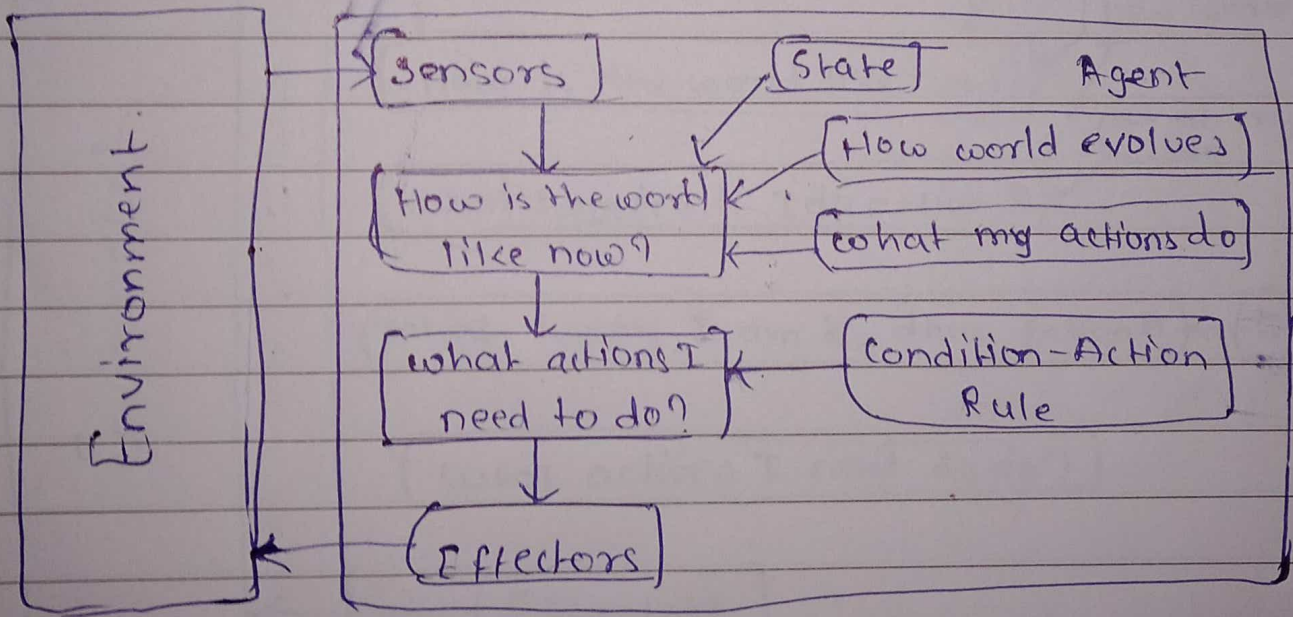 Environment.
Sensors
State
Agent
How world evolves
How is the world
like now?
what my actions do
what actions I
need to do?
Condition-Action
Rule
Effectors